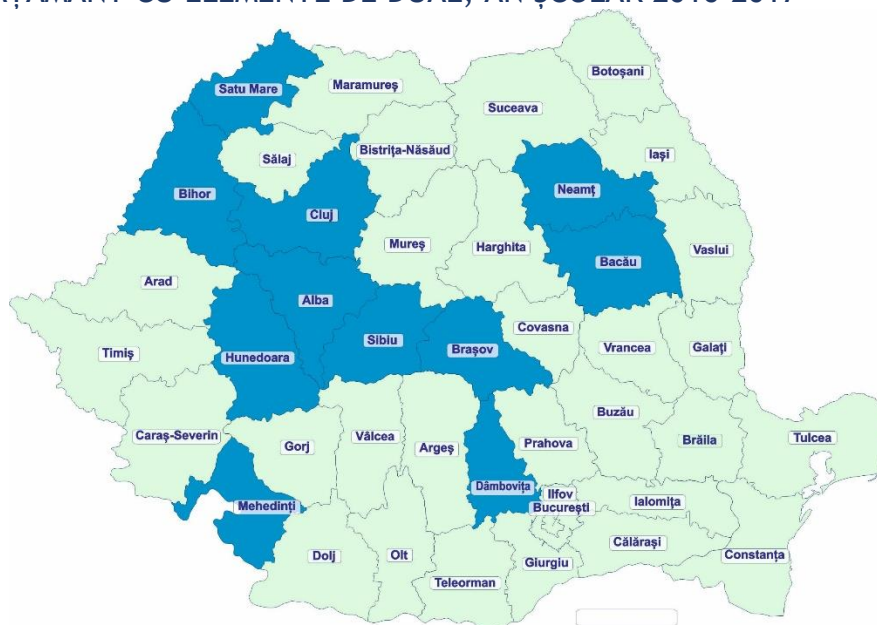 CU ELEMENTE DE DUAL, AN ȘCOLAR 2016-2017
Botoșani
Satu Mare
Maramureș
Suceava
Bistrița-Năsăud
Iași
Sălaj
Bihor
Neamț
Cluj
Mureș
Harghita
Vaslui
Bacău
Arad
Alba
Covasna
Sibiu
Timiș
Hunedoara
Brașov
Vrancea
Galați
Buzău
Caraș-Severin
Vâlcea
Gorj
Argeș
Prahova
Brăila
Tulcea
Dâmbovița
Ilfov
Mehedinți
București
Ialomița
Călărași
Dolj
Olt
Giurgiu
Constanța
Teleorman